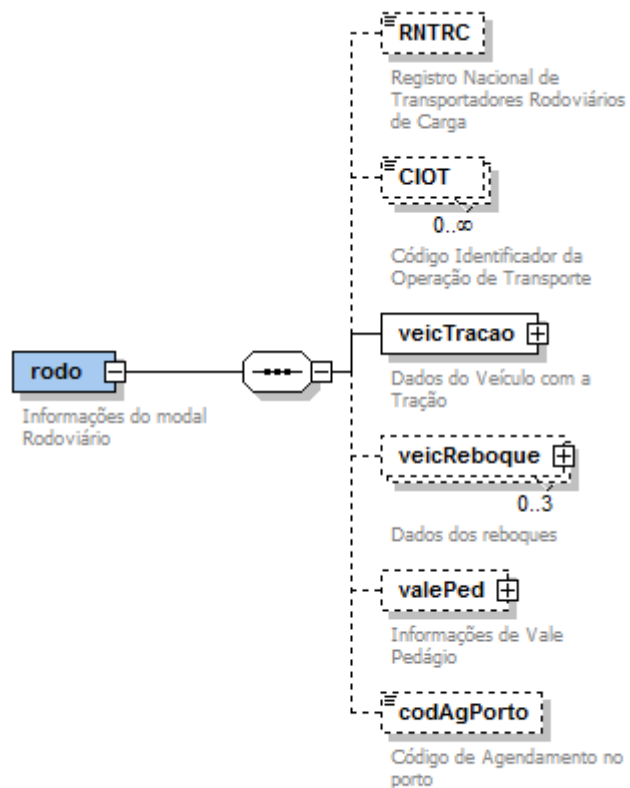 RNTRC
Registro Nacional de
Transportadores Rodoviários
de Carga
CIOT
0..∞
Código Identificador da
Operação de Transporte
rodo
Informações do modal
Rodoviário
veicTracao
Dados do Veículo com a
Tração
veicReboque
0..3
Dados dos reboques
valePed
Informações de Vale
Pedágio
codAgPorto
Código de Agendamento no
porto